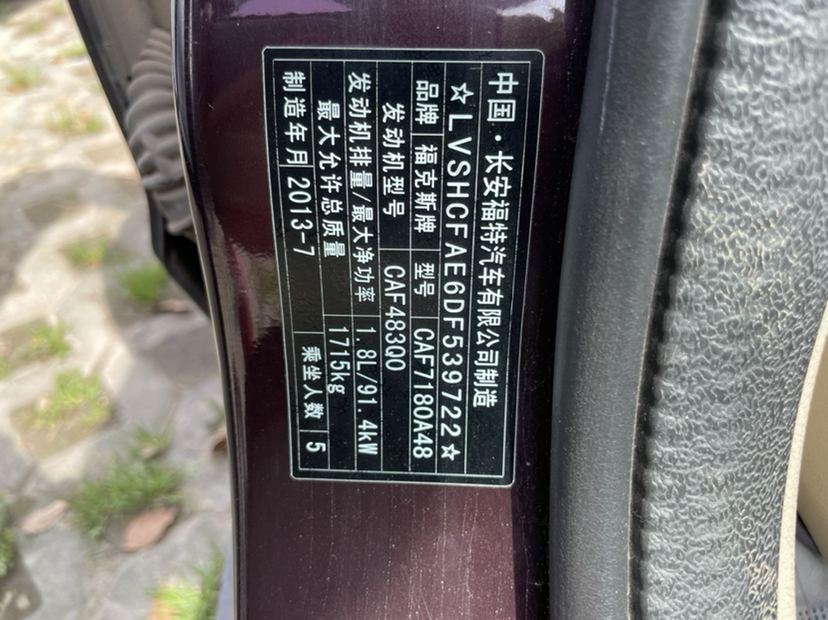 中国·长安福特汽车有限公司制造
☆LVSHCFAE6DF539722☆
品牌 福克斯牌 型号 CAF7180A48
发动机型号 CAF483Q0
发动机排量/最大净功率 1.8L/91.4kW
最大允许总质量 1715kg
制造年月 2013-7 乘坐人数 5